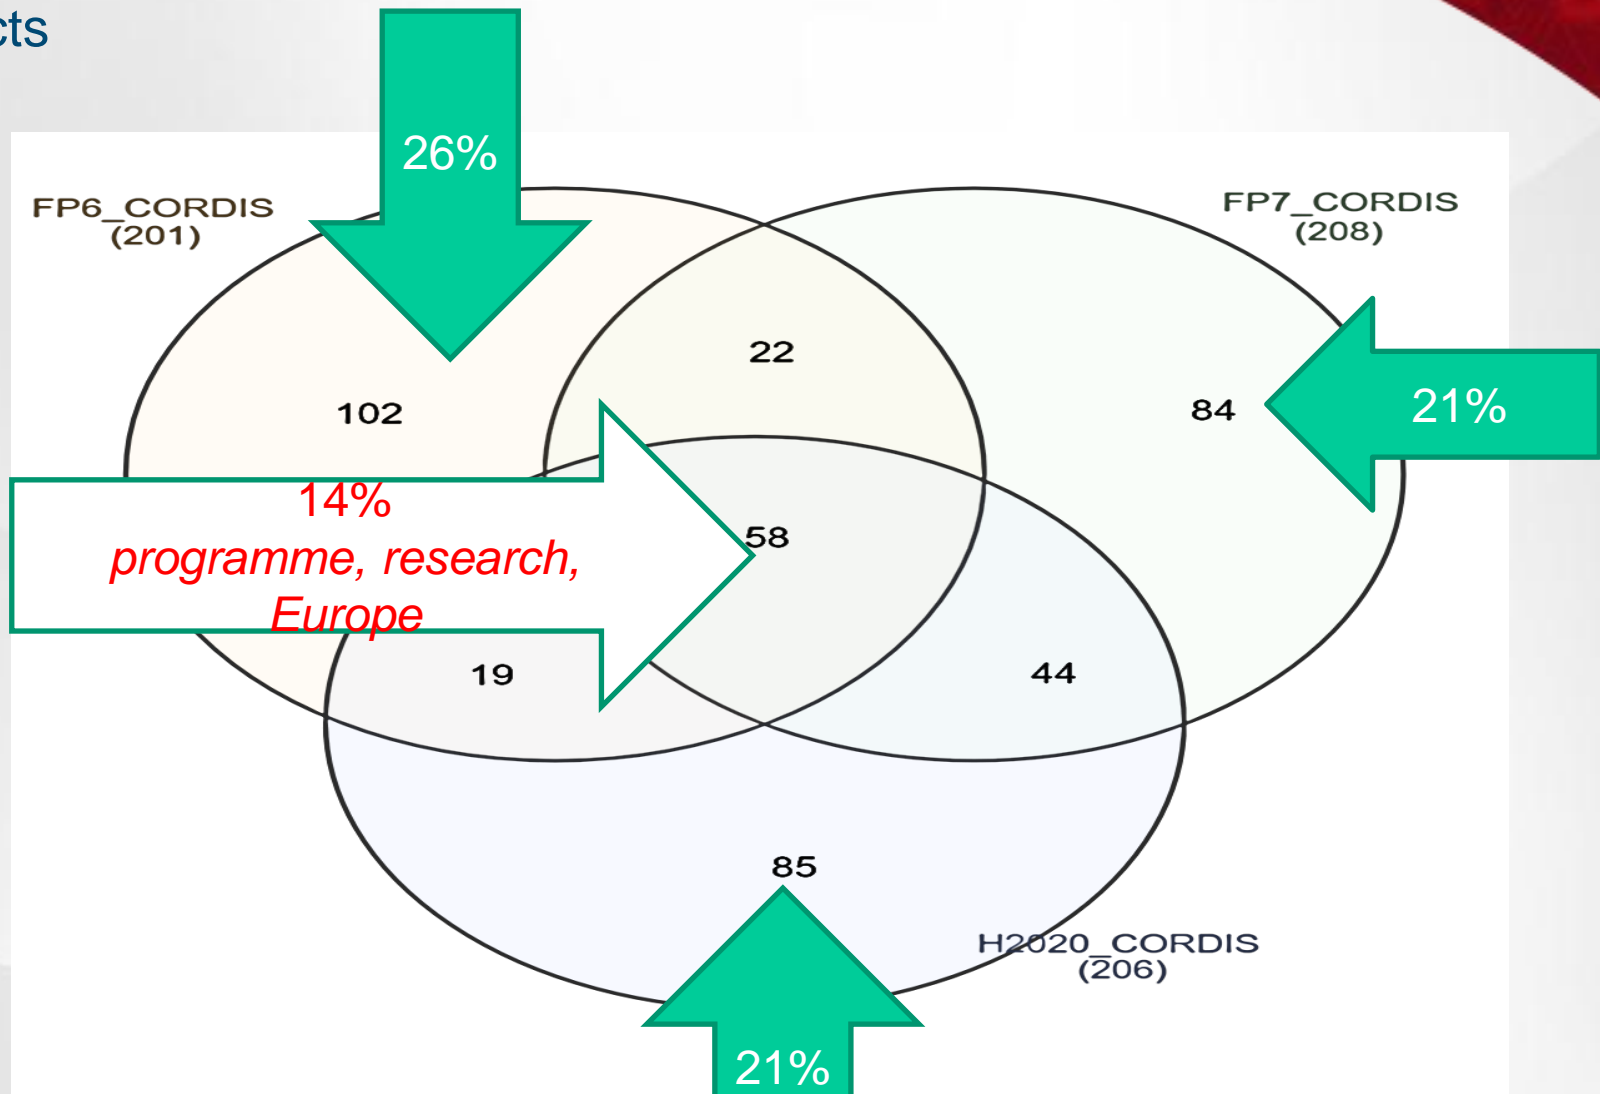 cts
26%
FP6_CORDIS
(201)
FP7_CORDIS
(208)
22
102
84
21%
14%
programme, research,
Europe
58
19
44
85
H2020_CORDIS
(206)
21%